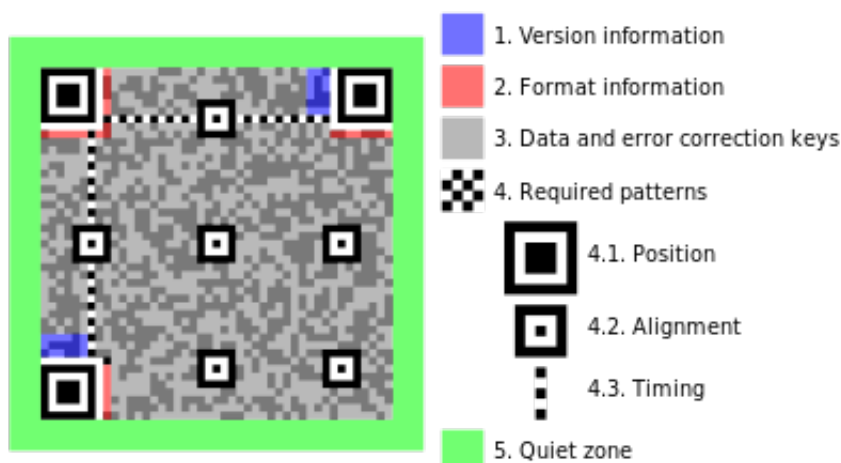 1. Version information
2. Format information
3. Data and error correction keys
4. Required patterns
4.1. Position
4.2. Alignment
4.3. Timing
5. Quiet zone